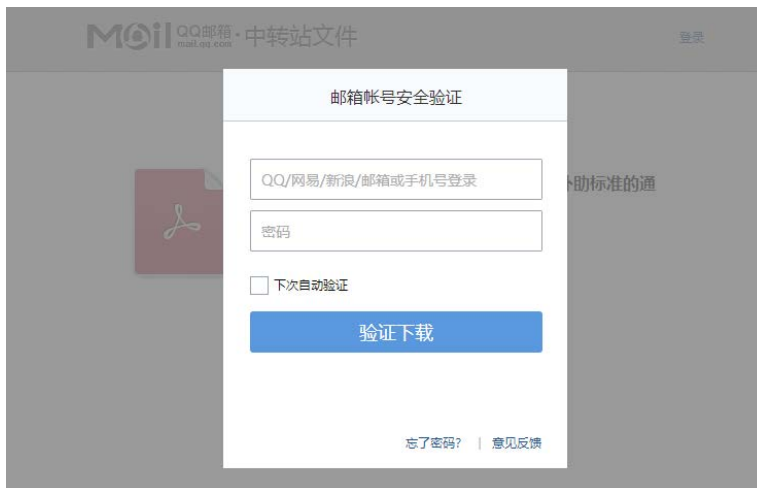 Mail QQ邮箱·中转站文件
mail.qq.com
登录
邮箱帐号安全验证
QQ/网易/新浪/邮箱或手机号登录
补助标准的通
密码
下次自动验证
验证下载
忘了密码? | 意见反馈